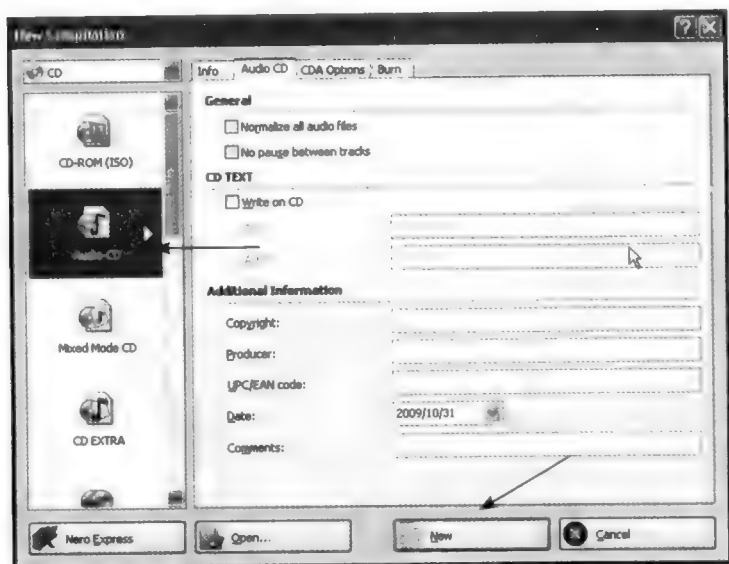 New Compilation
CD
Info Audio CD CDA Options Burn
General
Normalize all audio files
No pause between tracks
CD TEXT
Write on CD
CD-ROM (ISO)
Audio CD
Additional Information
Copyright:
Mixed Mode CD
Producer:
UPC/EAN code:
Date: 2009/10/31
CD EXTRA
Comments:
Nero Express Open... New Cancel